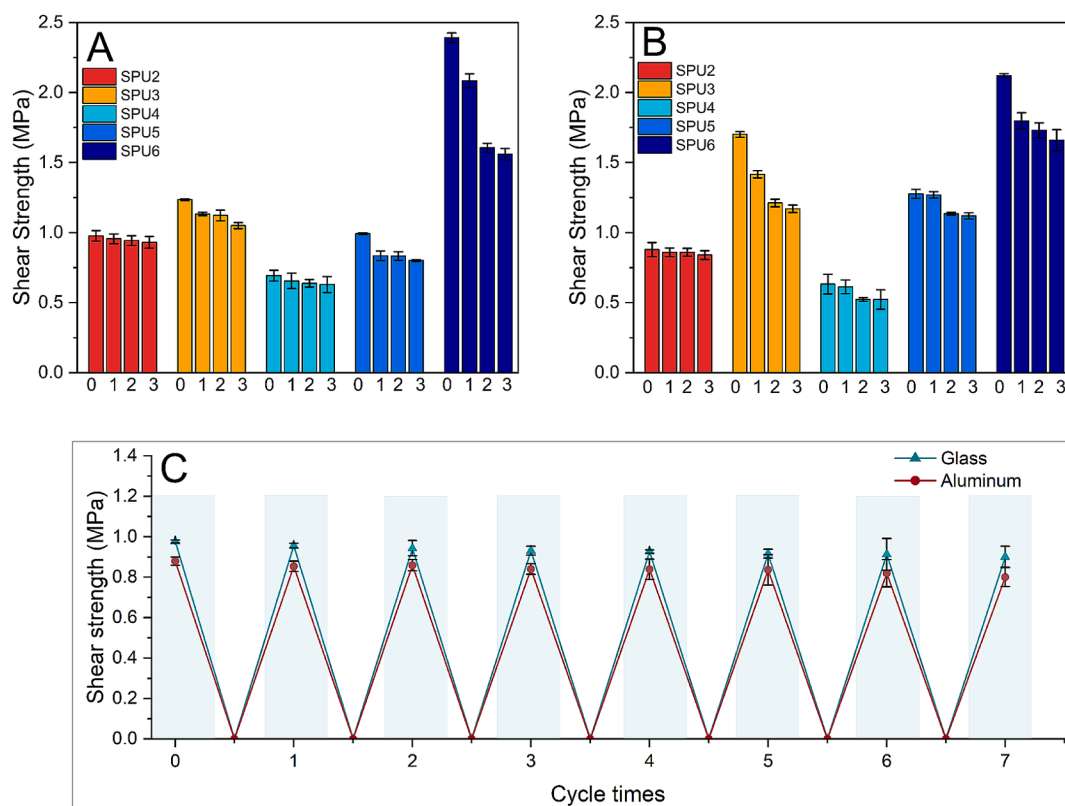 A
Shear Strength (MPa)
2.5
2.0
1.5
1.0
0.5
0.0
SPU2
SPU3
SPU4
SPU5
SPU6
0 1 2 3 0 1 2 3 0 1 2 3 0 1 2 3 0 1 2 3
B
Shear Strength (MPa)
2.5
2.0
1.5
1.0
0.5
0.0
SPU2
SPU3
SPU4
SPU5
SPU6
0 1 2 3 0 1 2 3 0 1 2 3 0 1 2 3 0 1 2 3
C
Glass
Aluminum
Shear strength (MPa)
1.4
1.2
1.0
0.8
0.6
0.4
0.2
0.0
0 1 2 3 4 5 6 7
Cycle times